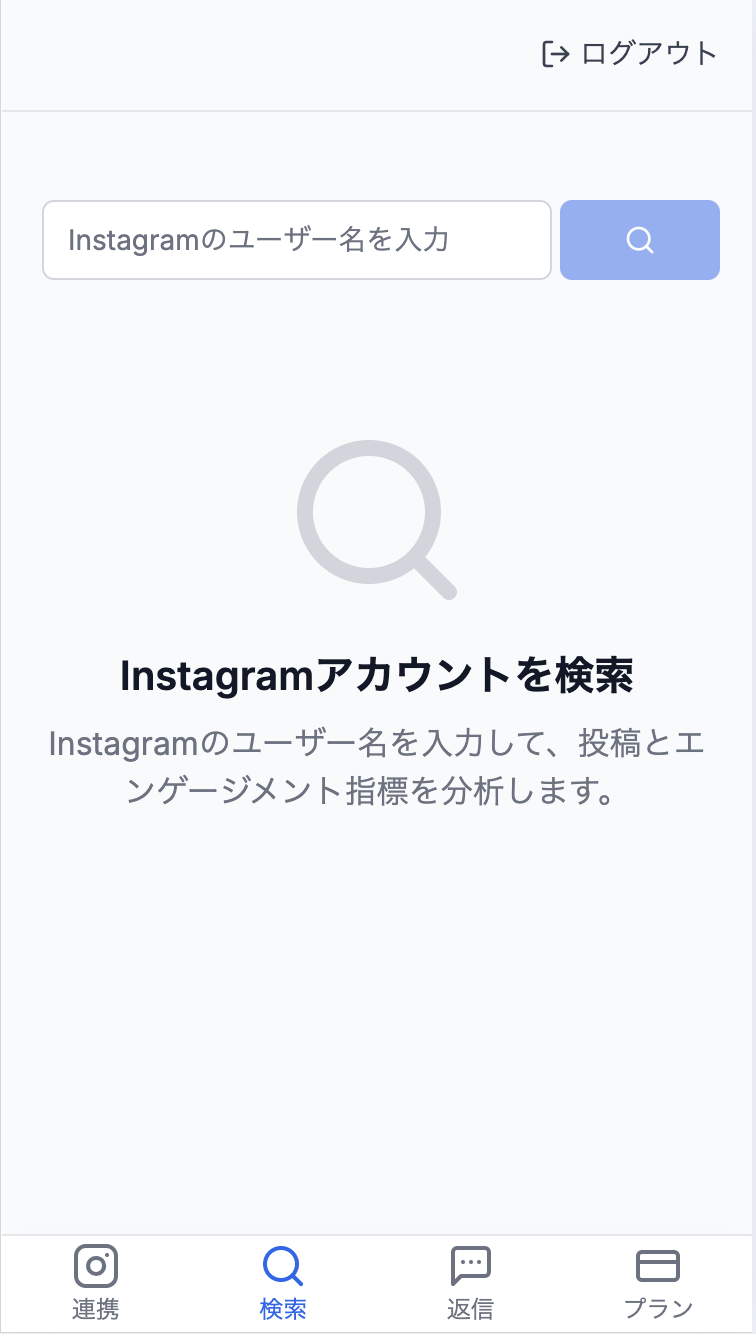 ログアウト
Instagramのユーザー名を入力
Instagramアカウントを検索
Instagramのユーザー名を入力して、投稿とエ
ンゲージメント指標を分析します。
連携
検索
返信
プラン